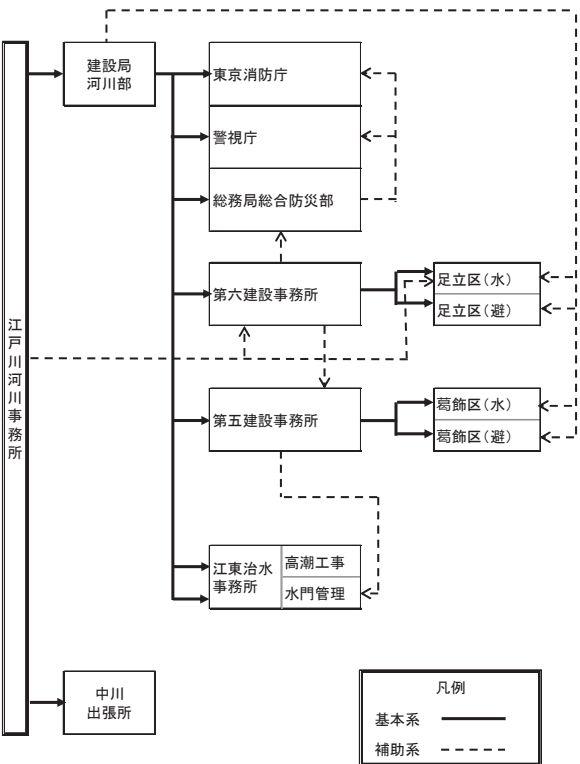 江戸川河川事務所
建設局
河川部
東京消防庁
警視庁
総務局総合防災部
第六建設事務所
足立区(水)
足立区(避)
第五建設事務所
葛飾区(水)
葛飾区(避)
江東治水
事務所
高潮工事
水門管理
中川
出張所
凡例
基本系
補助系